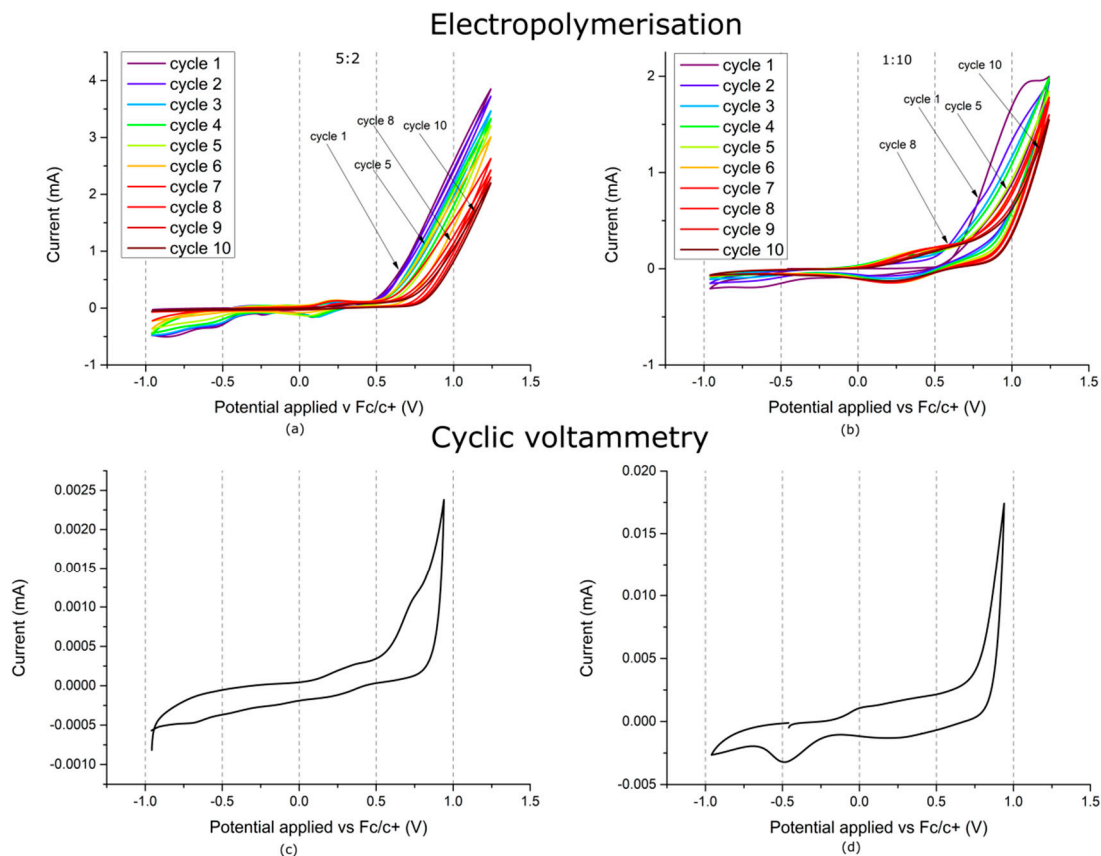 Electropolymerisation
cycle 1
cycle 2
cycle 3
cycle 4
cycle 5
cycle 6
cycle 7
cycle 8
cycle 9
cycle 10
5:2
cycle 1
cycle 8
cycle 10
cycle 5
4
3
2
1
0
-1
Current (mA)
-1.0 -0.5 0.0 0.5 1.0 1.5
Potential applied v Fc/c+ (V)
(a)
cycle 1
cycle 2
cycle 3
cycle 4
cycle 5
cycle 6
cycle 7
cycle 8
cycle 9
cycle 10
1:10
cycle 10
cycle 1
cycle 5
cycle 8
2
1
0
-1
Current (mA)
-1.0 -0.5 0.0 0.5 1.0 1.5
Potential applied vs Fc/c+ (V)
(b)
Cyclic voltammetry
0.0025
0.0020
0.0015
0.0010
0.0005
0.0000
-0.0005
-0.0010
Current (mA)
-1.0 -0.5 0.0 0.5 1.0 1.5
Potential applied vs Fc/c+ (V)
(c)
0.020
0.015
0.010
0.005
0.000
-0.005
Current (mA)
-1.0 -0.5 0.0 0.5 1.0 1.5
Potential applied vs Fc/c+ (V)
(d)